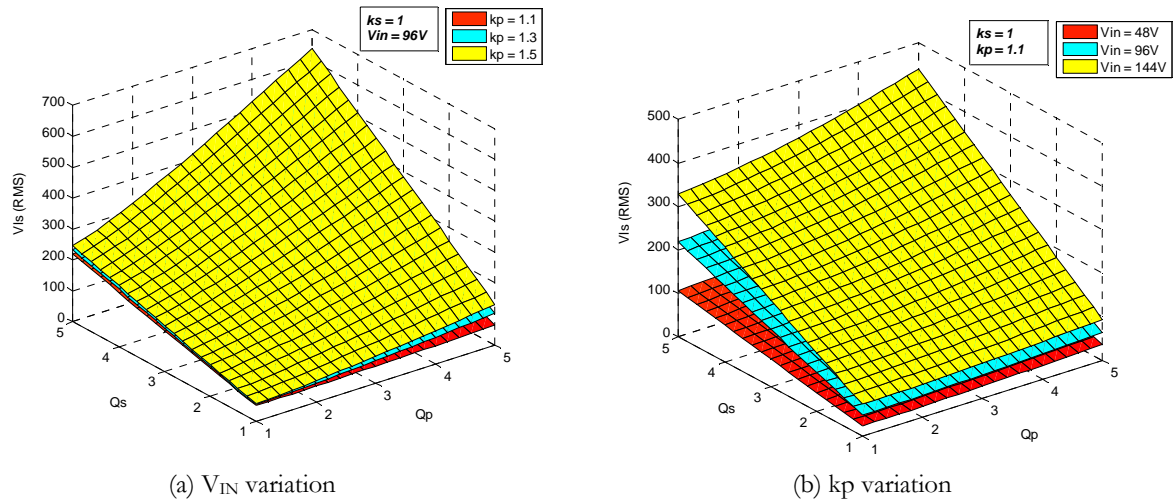 ks = 1
Vin = 96V
kp = 1.1
kp = 1.3
kp = 1.5
700
600
500
400
300
200
100
0
VIs (RMS)
5
4
3
2
1
Qs
1
2
3
4
5
Qp
(a) VIN variation
ks = 1
kp = 1.1
Vin = 48V
Vin = 96V
Vin = 144V
500
400
300
200
100
0
VIs (RMS)
5
4
3
2
1
Qs
1
2
3
4
5
Qp
(b) kp variation